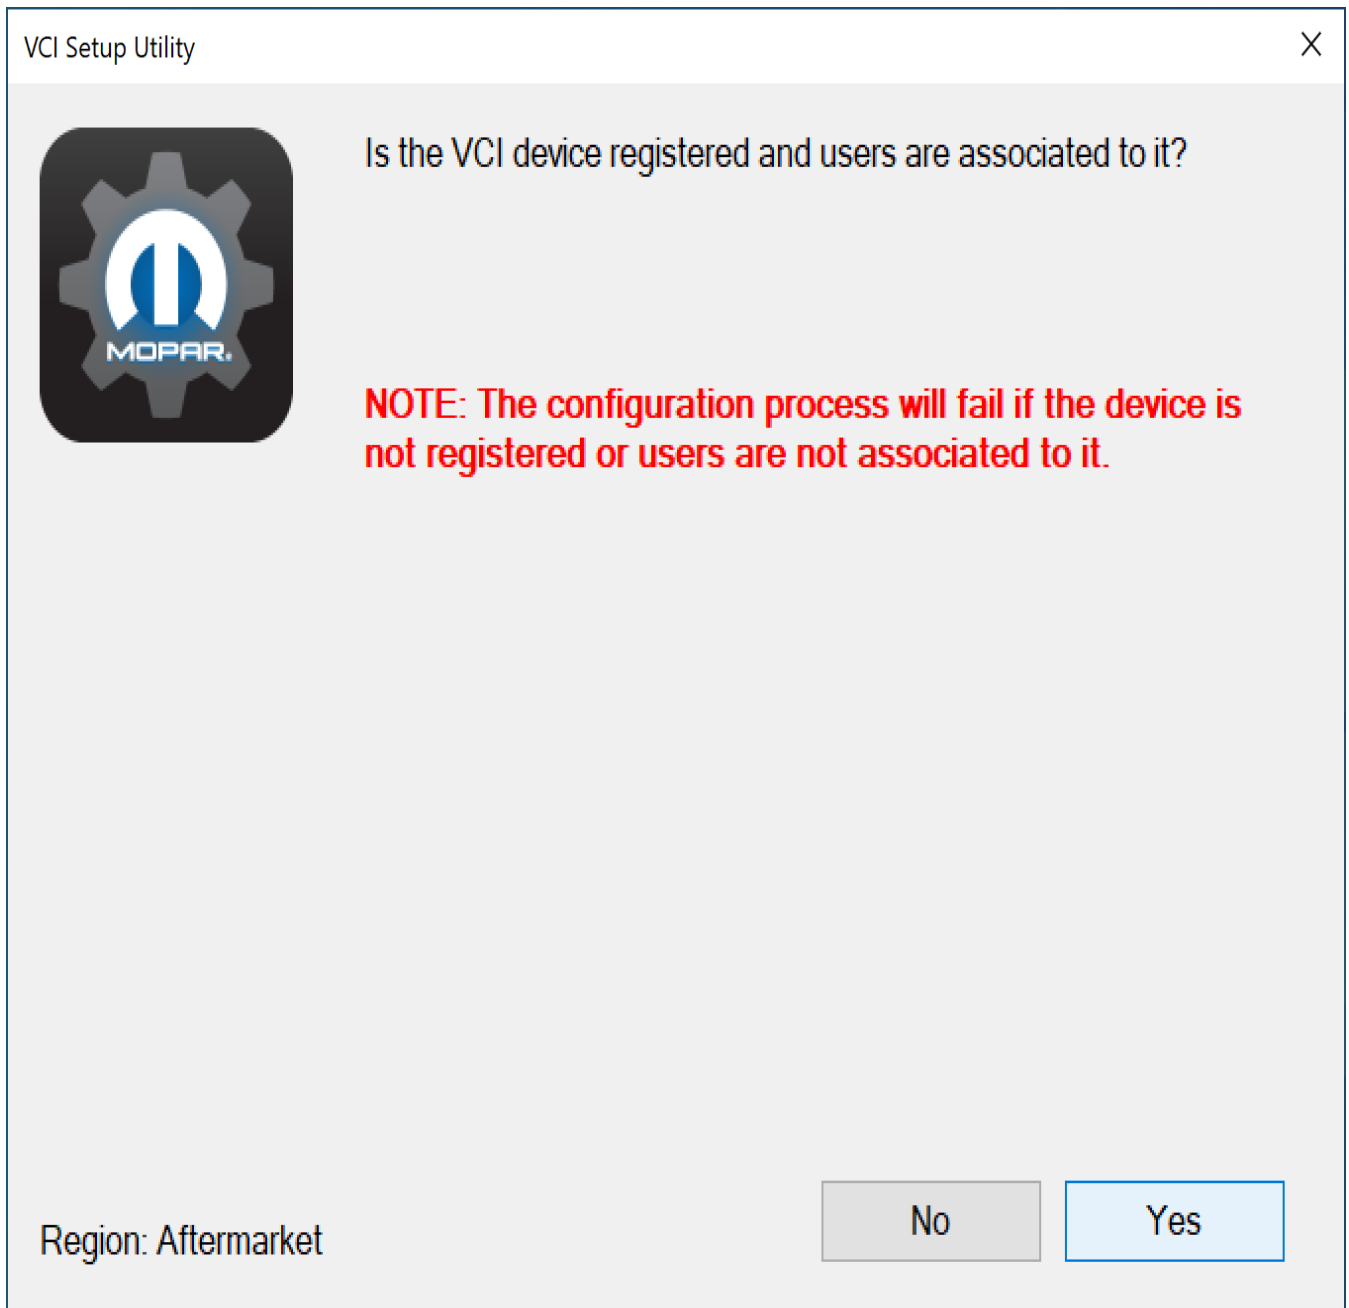 VCI Setup Utility
X
Is the VCI device registered and users are associated to it?
MOPAR.
NOTE: The configuration process will fail if the device is
not registered or users are not associated to it.
Region: Aftermarket
No
Yes